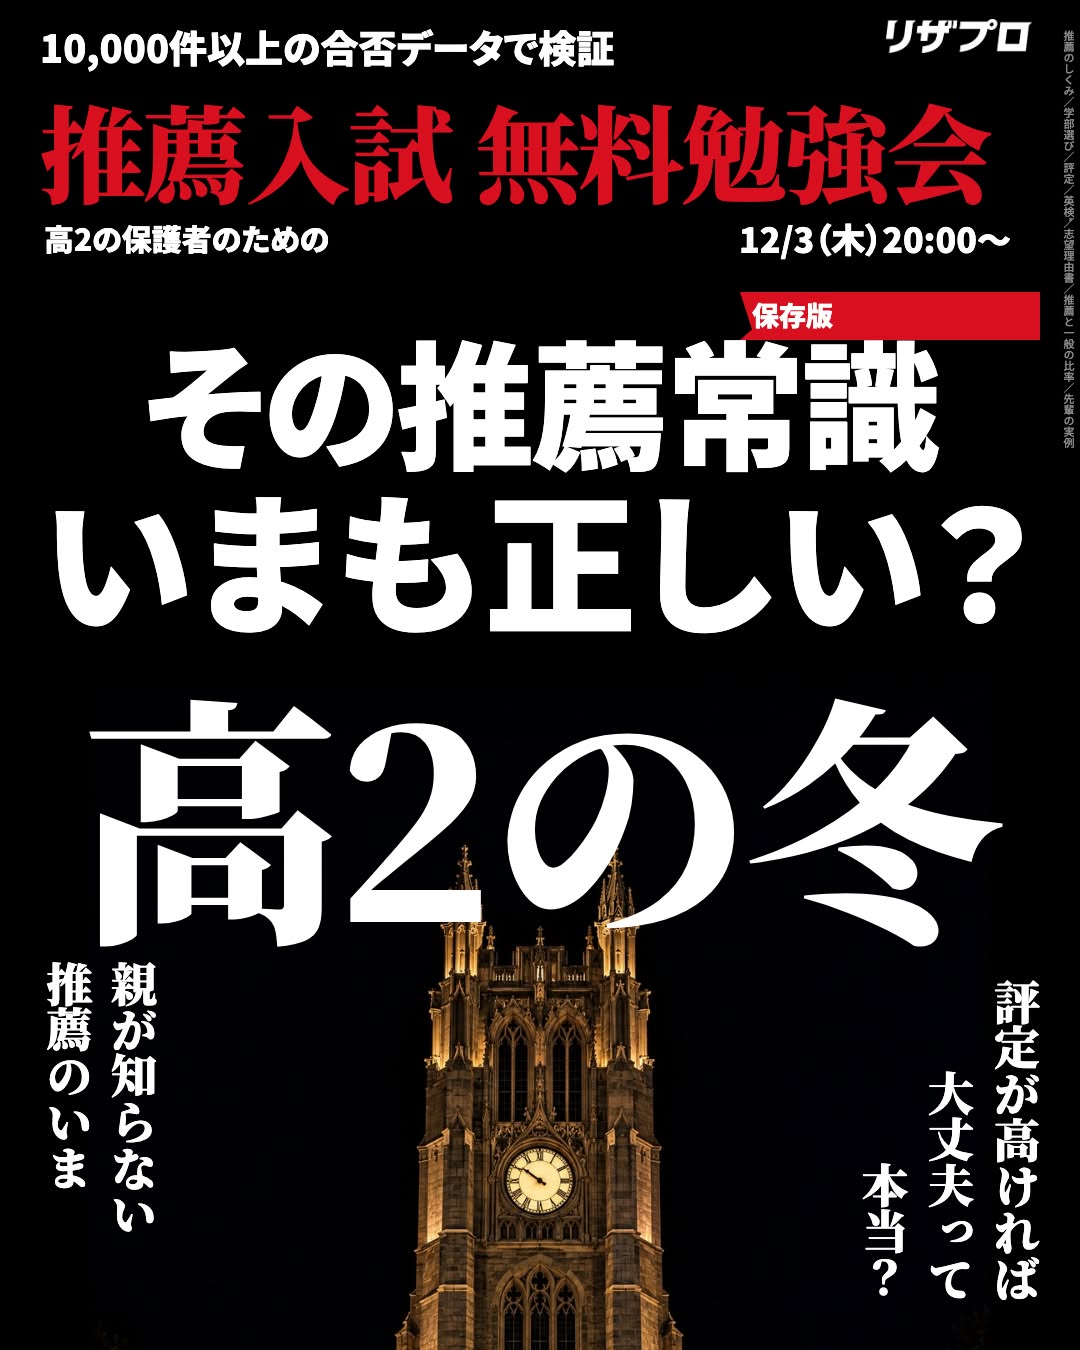 10,000件以上の合否データで検証
リザプロ
推薦入試 無料勉強会
高2の保護者のための
12/3(木)20:00〜
推薦のしくみ/学部選び/評定/英検/志望理由書/推薦と一般の比率/先輩の実例
保存版
その推薦常識
いまも正しい?
高2の冬
親が知らない
推薦のいま
評定が高ければ
大丈夫って
本当?